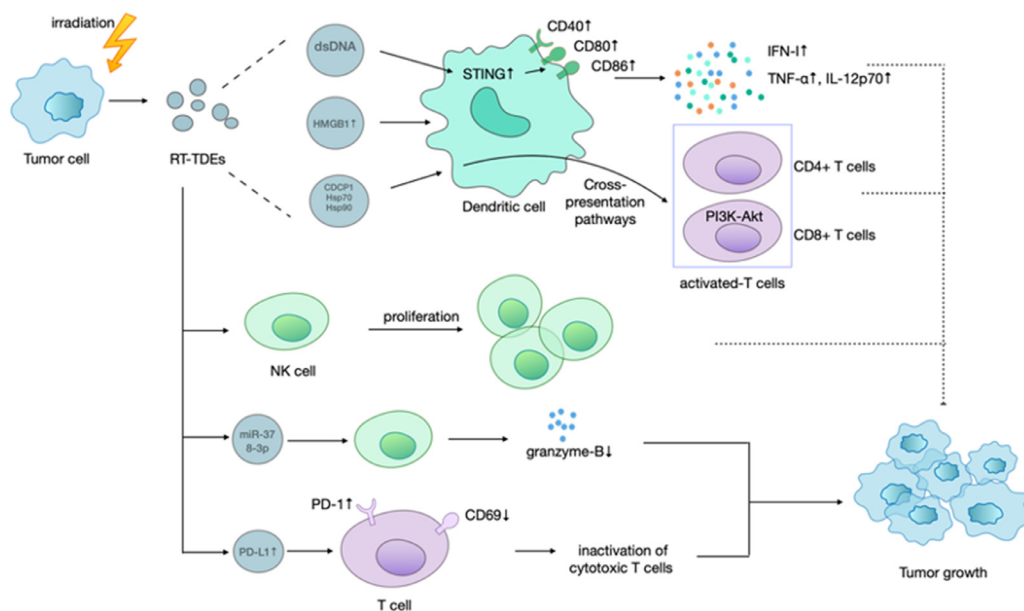 irradiation
Tumor cell
RT-TDEs
dsDNA
HMGB1↑
CDCP1
Hsp70
Hsp90
STING↑
CD40↑
CD80↑
CD86↑
Dendritic cell
Cross-
presentation
pathways
IFN-I↑
TNF-α↑, IL-12p70↑
CD4+ T cells
PI3K-Akt
CD8+ T cells
activated-T cells
NK cell
proliferation
miR-37
8-3p
granzyme-B↓
PD-L1↑
PD-1↑
CD69↓
T cell
inactivation of
cytotoxic T cells
Tumor growth